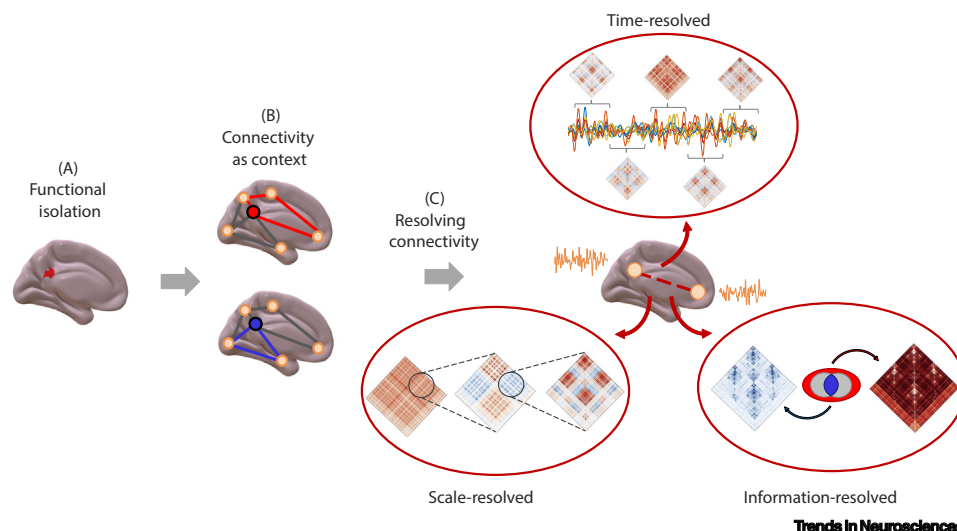 Time-resolved
(B)
Connectivity
as context
(A)
Functional
isolation
(C)
Resolving
connectivity
Scale-resolved
Information-resolved
Trends in Neurosciences